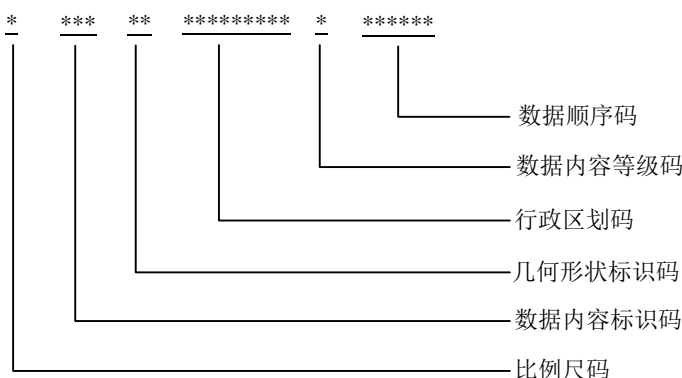 * *** ** ********* * ******
数据顺序码
数据内容等级码
行政区划码
几何形状标识码
数据内容标识码
比例尺码